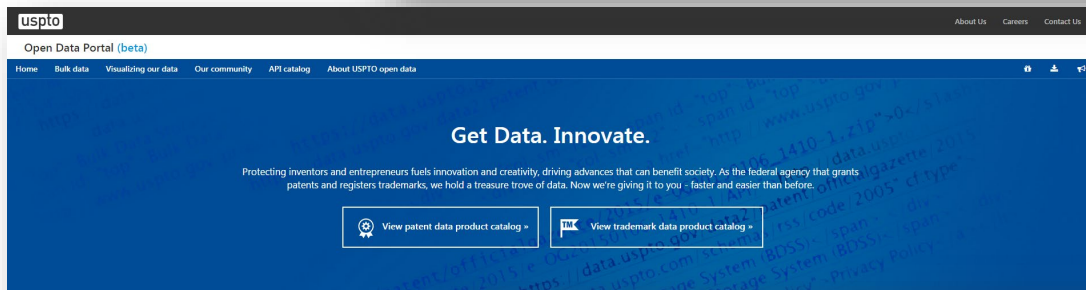 uspto
About Us Careers Contact Us
Open Data Portal (beta)
Home Bulk data Visualizing our data Our community API catalog About USPTO open data
Get Data. Innovate.
Protecting inventors and entrepreneurs fuels innovation and creativity, driving advances that can benefit society. As the federal agency that grants
patents and registers trademarks, we hold a treasure trove of data. Now we're giving it to you - faster and easier than before.
View patent data product catalog »
TM View trademark data product catalog »